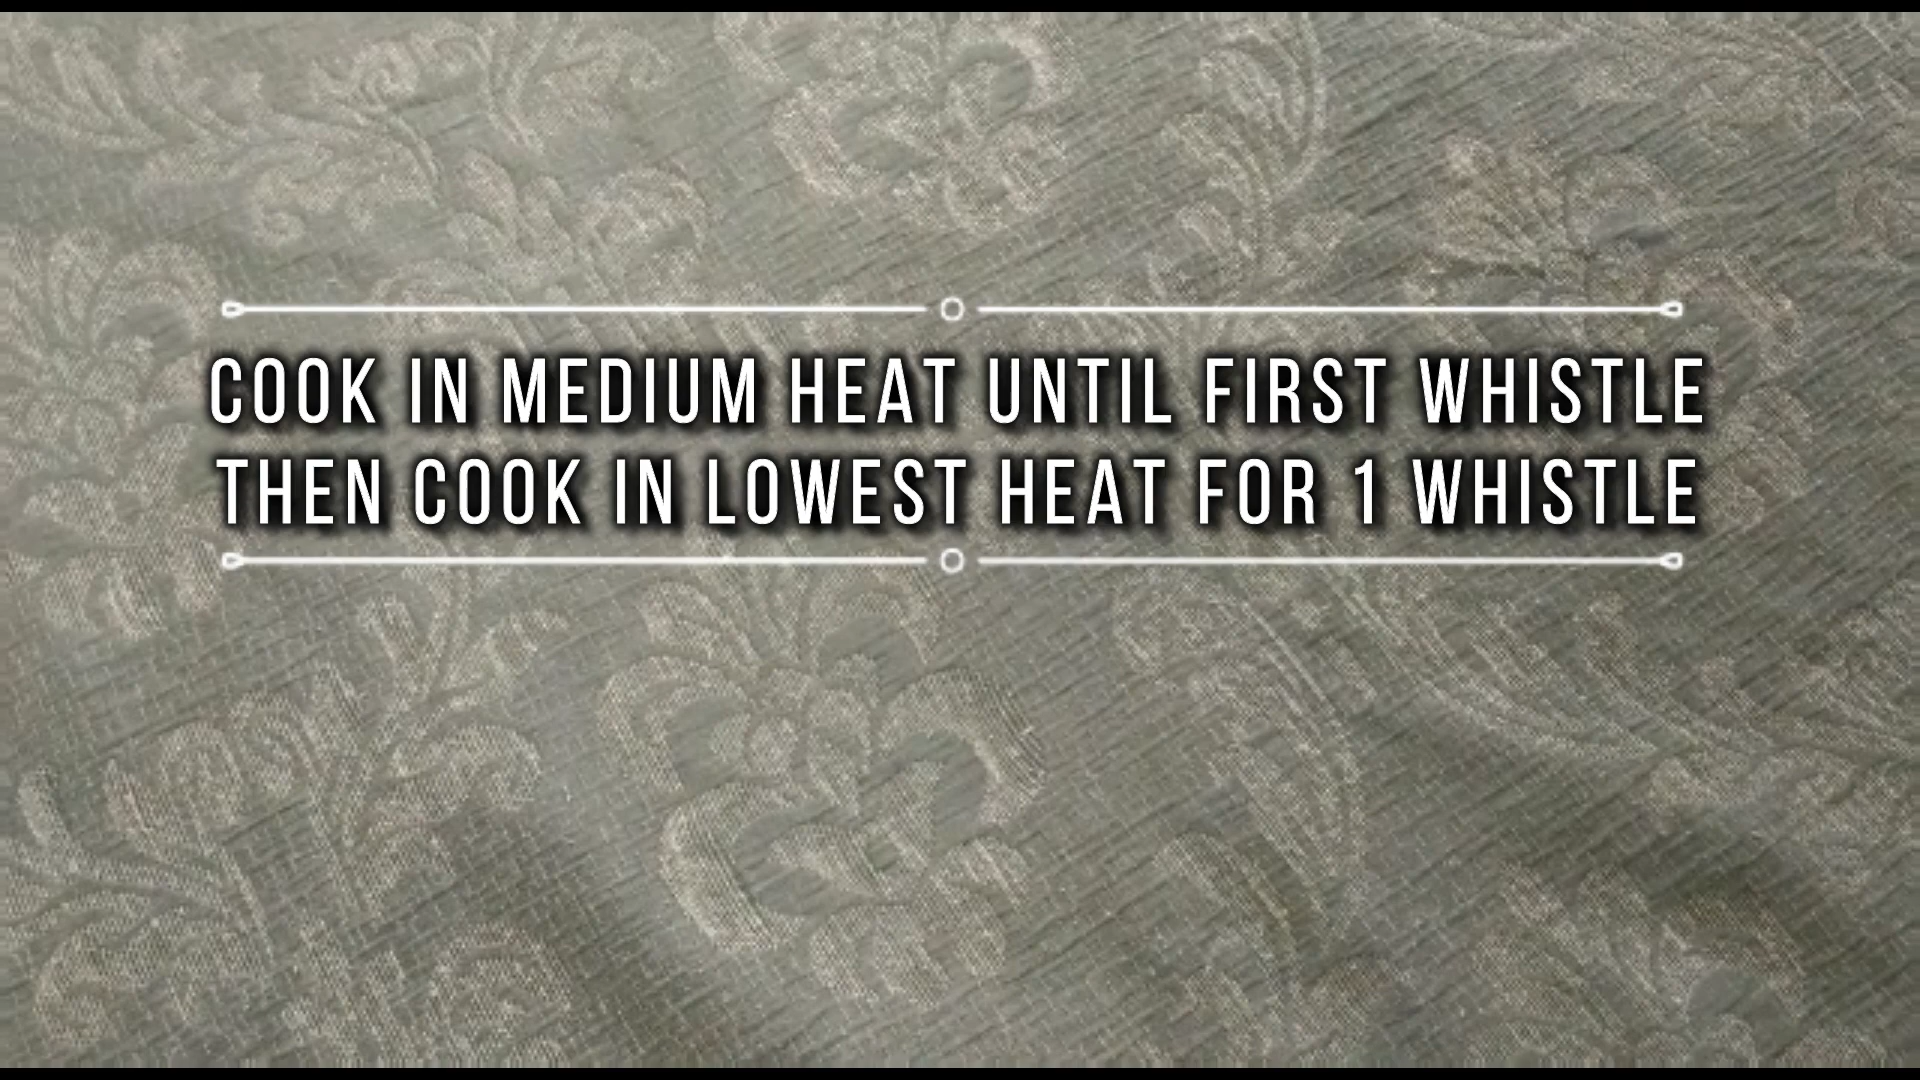 COOK IN MEDIUM HEAT UNTIL FIRST WHISTLE
THEN COOK IN LOWEST HEAT FOR 1 WHISTLE